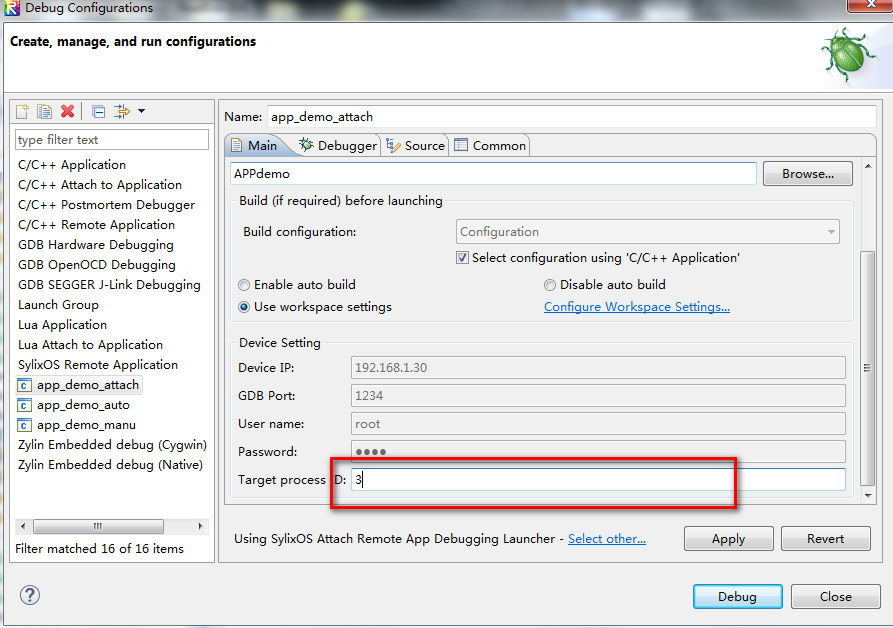 Debug Configurations
Create, manage, and run configurations
type filter text
C/C++ Application
C/C++ Attach to Application
C/C++ Postmortem Debugger
C/C++ Remote Application
GDB Hardware Debugging
GDB OpenOCD Debugging
GDB SEGGER J-Link Debugging
Launch Group
Lua Application
Lua Attach to Application
SylixOS Remote Application
app_demo_attach
app_demo_auto
app_demo_manu
Zylin Embedded debug (Cygwin)
Zylin Embedded debug (Native)
Filter matched 16 of 16 items
Name: app_demo_attach
Main Debugger Source Common
APPdemo Browse...
Build (if required) before launching
Build configuration: Configuration
Select configuration using 'C/C++ Application'
Enable auto build Disable auto build
Use workspace settings Configure Workspace Settings...
Device Setting
Device IP: 192.168.1.30
GDB Port: 1234
User name: root
Password: ●●●●
Target process D: 3
Using SylixOS Attach Remote App Debugging Launcher - Select other... Apply Revert
Debug Close